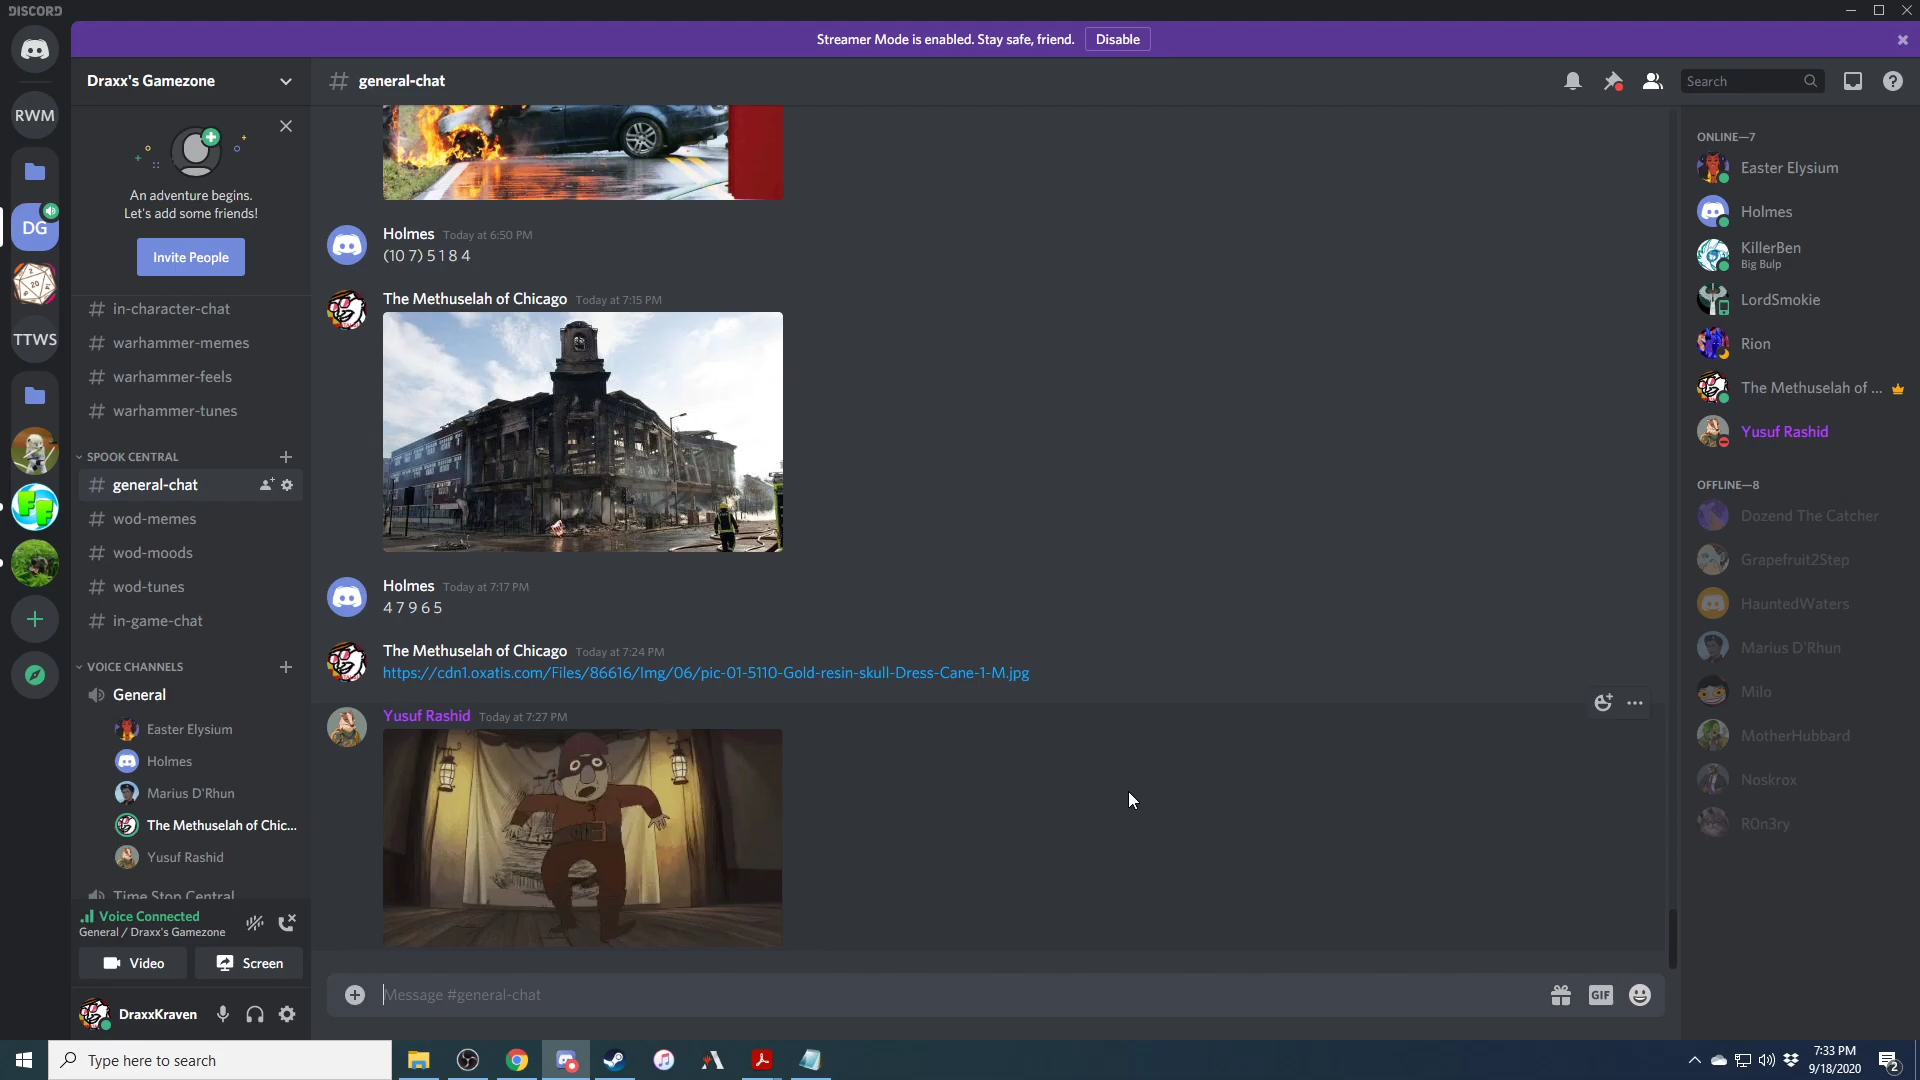 DISCORD
Streamer Mode is enabled. Stay safe, friend.
Disable
Draxx's Gamezone
general-chat
Search
RWM
DG
TTWS
An adventure begins.
Let's add some friends!
Invite People
in-character-chat
warhammer-memes
warhammer-feels
warhammer-tunes
SPOOK CENTRAL
general-chat
wod-memes
wod-moods
wod-tunes
in-game-chat
VOICE CHANNELS
General
Easter Elysium
Holmes
Marius D'Rhun
The Methuselah of Chic...
Yusuf Rashid
Time Stop Central
Voice Connected
General / Draxx's Gamezone
Video
Screen
DraxxKraven
Holmes Today at 6:50 PM
(10 7) 5 1 8 4
The Methuselah of Chicago Today at 7:15 PM
Holmes Today at 7:17 PM
4 7 9 6 5
The Methuselah of Chicago Today at 7:24 PM
https://cdn1.oxatis.com/Files/86616/Img/06/pic-01-5110-Gold-resin-skull-Dress-Cane-1-M.jpg
Yusuf Rashid Today at 7:27 PM
Message #general-chat
GIF
ONLINE—7
Easter Elysium
Holmes
KillerBen
Big Bulp
LordSmokie
Rion
The Methuselah of ...
Yusuf Rashid
OFFLINE—8
Dozend The Catcher
Grapefruit2Step
HauntedWaters
Marius D'Rhun
Milo
MotherHubbard
Noskrox
R0n3ry
Type here to search
7:33 PM
9/18/2020
2